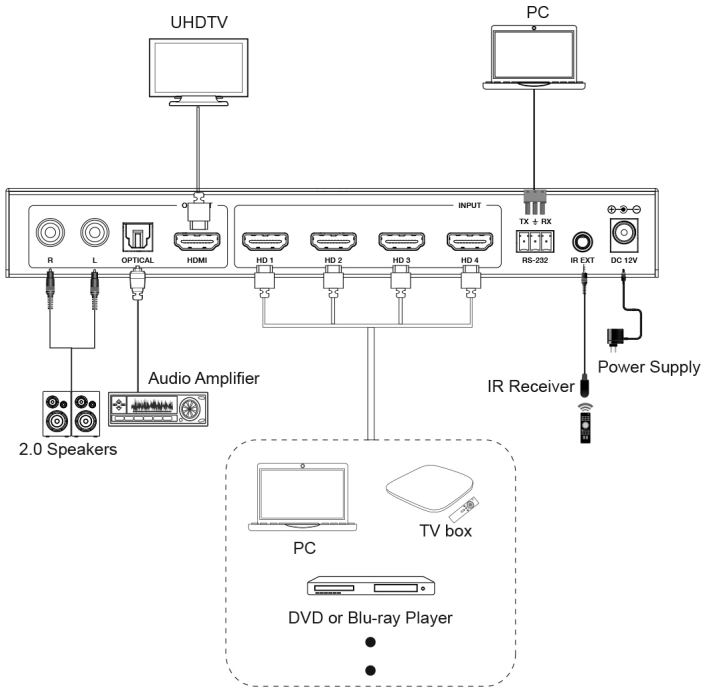 UHDTV
PC
INPUT
TX RX
R
L
OPTICAL
HDMI
HD 1
HD 2
HD 3
HD 4
RS-232
IR EXT
DC 12V
Audio Amplifier
2.0 Speakers
IR Receiver
Power Supply
PC
TV box
DVD or Blu-ray Player